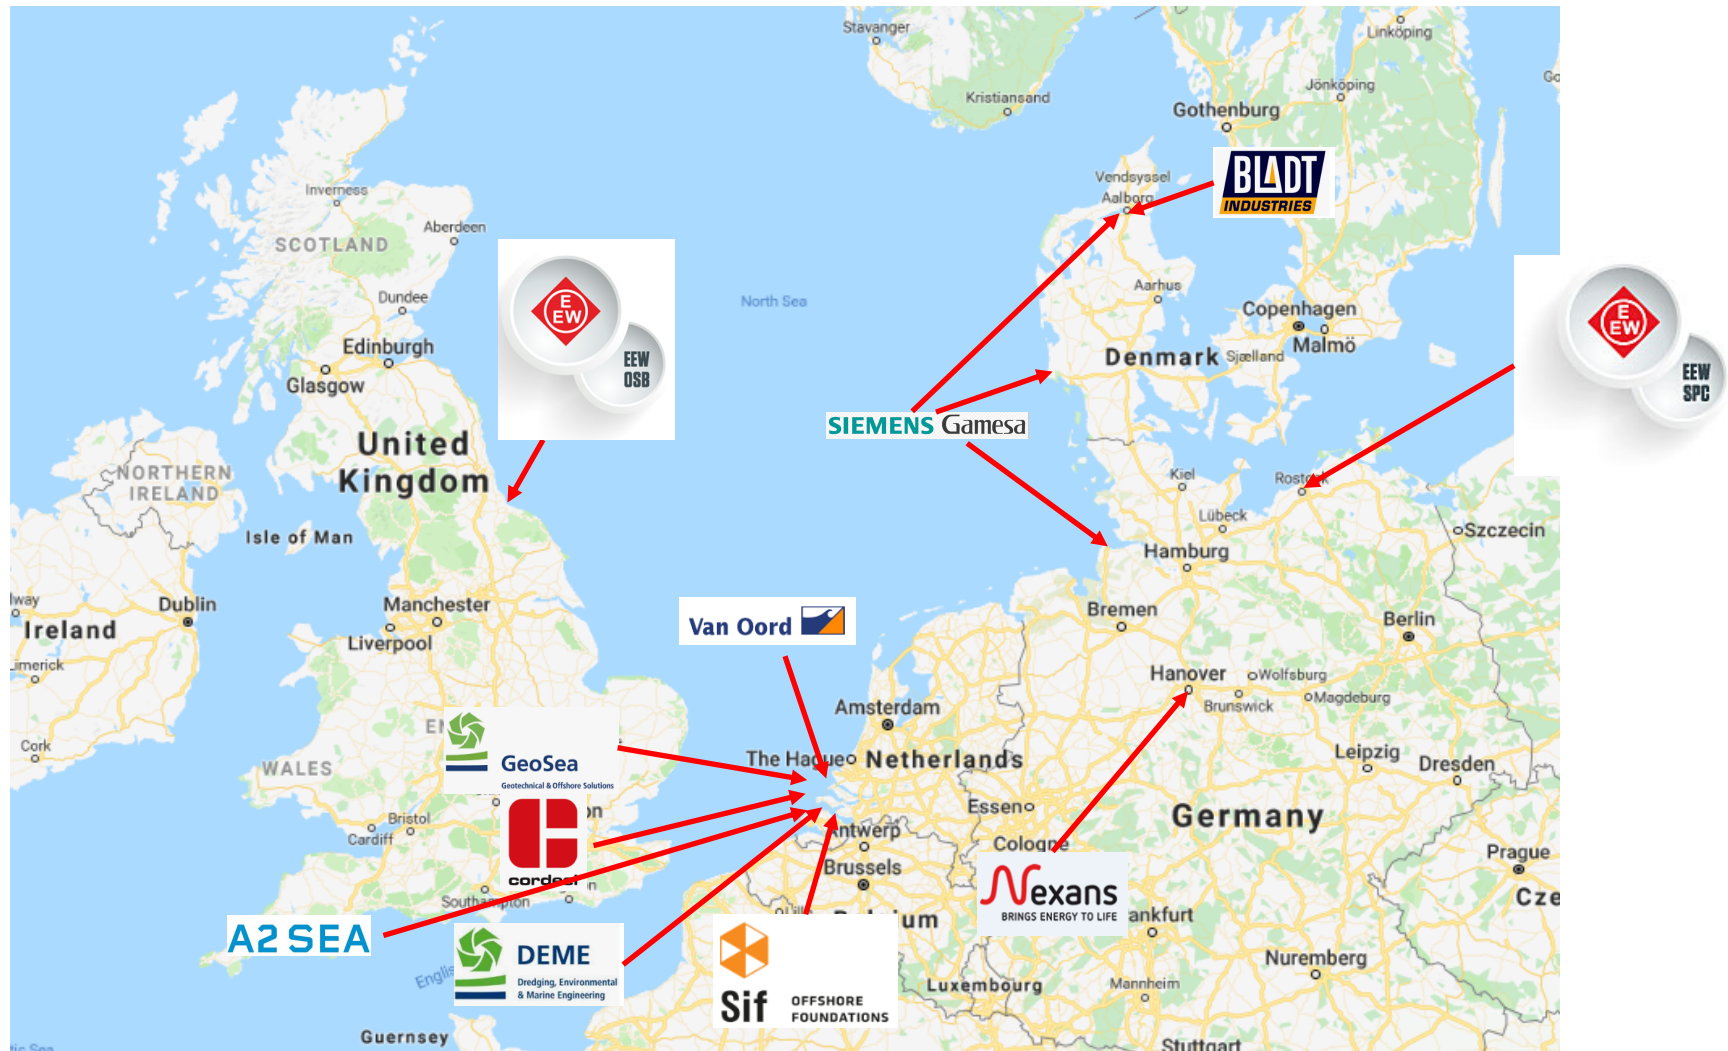 Stavanger
Linköping
Kristiansand
Jönköping
Gothenburg
BLADT
INDUSTRIES
Vendsyssel
Aalborg
Inverness
Aberdeen
SCOTLAND
Dundee
North Sea
Aarhus
Copenhagen
Malmö
Denmark
Sjælland
Edinburgh
Glasgow
E
EW
EEW
OSB
E
EW
EEW
SPC
SIEMENS Gamesa
United
Kingdom
NORTHERN
IRELAND
Isle of Man
Kiel
Lübeck
Hamburg
Szczecin
Dublin
Ireland
Manchester
Liverpool
Van Oord
Bremen
Berlin
Hanover
Wolfsburg
Brunswick
Magdeburg
Amsterdam
The Hague
Netherlands
Cork
WALES
GeoSea
Geotechnical & Offshore Solutions
Leipzig
Dresden
Essen
Germany
Bristol
Cardiff
Antwerp
Cologne
Brussels
Prague
Southampton
Nexans
BRINGS ENERGY TO LIFE
ankfurt
Cze
A2SEA
DEME
Dredging, Environmental
& Marine Engineering
Sif OFFSHORE
FOUNDATIONS
Nuremberg
Luxembourg
Mannheim
Guernsey
Stuttgart